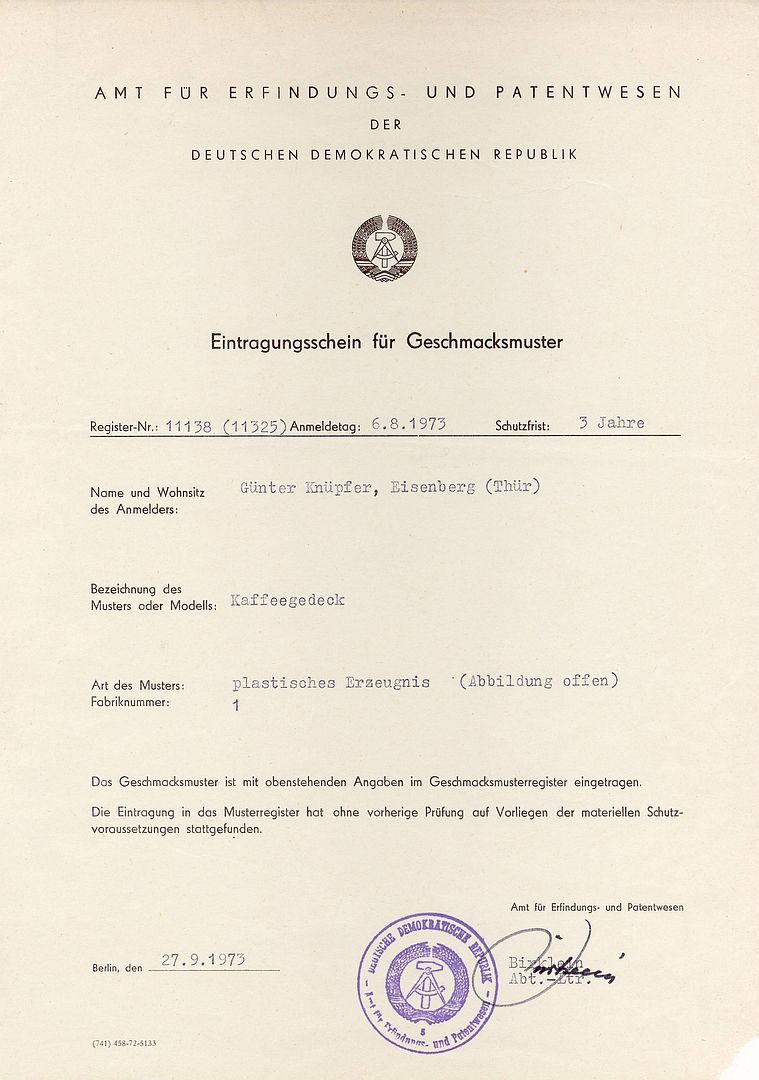 AMT FÜR ERFINDUNGS- UND PATENTWESEN
DER
DEUTSCHEN DEMOKRATISCHEN REPUBLIK
Eintragungsschein für Geschmacksmuster
Register-Nr.: 11138 (11325) Anmeldetag: 6.8.1973 Schutzfrist: 3 Jahre
Name und Wohnsitz
des Anmelders: Günter Knüpfer, Eisenberg (Thür)
Bezeichnung des
Musters oder Modells: Kaffeegedeck
Art des Musters: plastisches Erzeugnis (Abbildung offen)
Fabriknummer: 1
Das Geschmacksmuster ist mit obenstehenden Angaben im Geschmacksmusterregister eingetragen.
Die Eintragung in das Musterregister hat ohne vorherige Prüfung auf Vorliegen der materiellen Schutz-
voraussetzungen stattgefunden.
Amt für Erfindungs- und Patentwesen
Berlin, den 27.9.1973
DEUTSCHE DEMOKRATISCHE REPUBLIK
- Amt für Erfindungs- und Patentwesen -
5
Abt.-Ltr.
(741) 458-72-5133